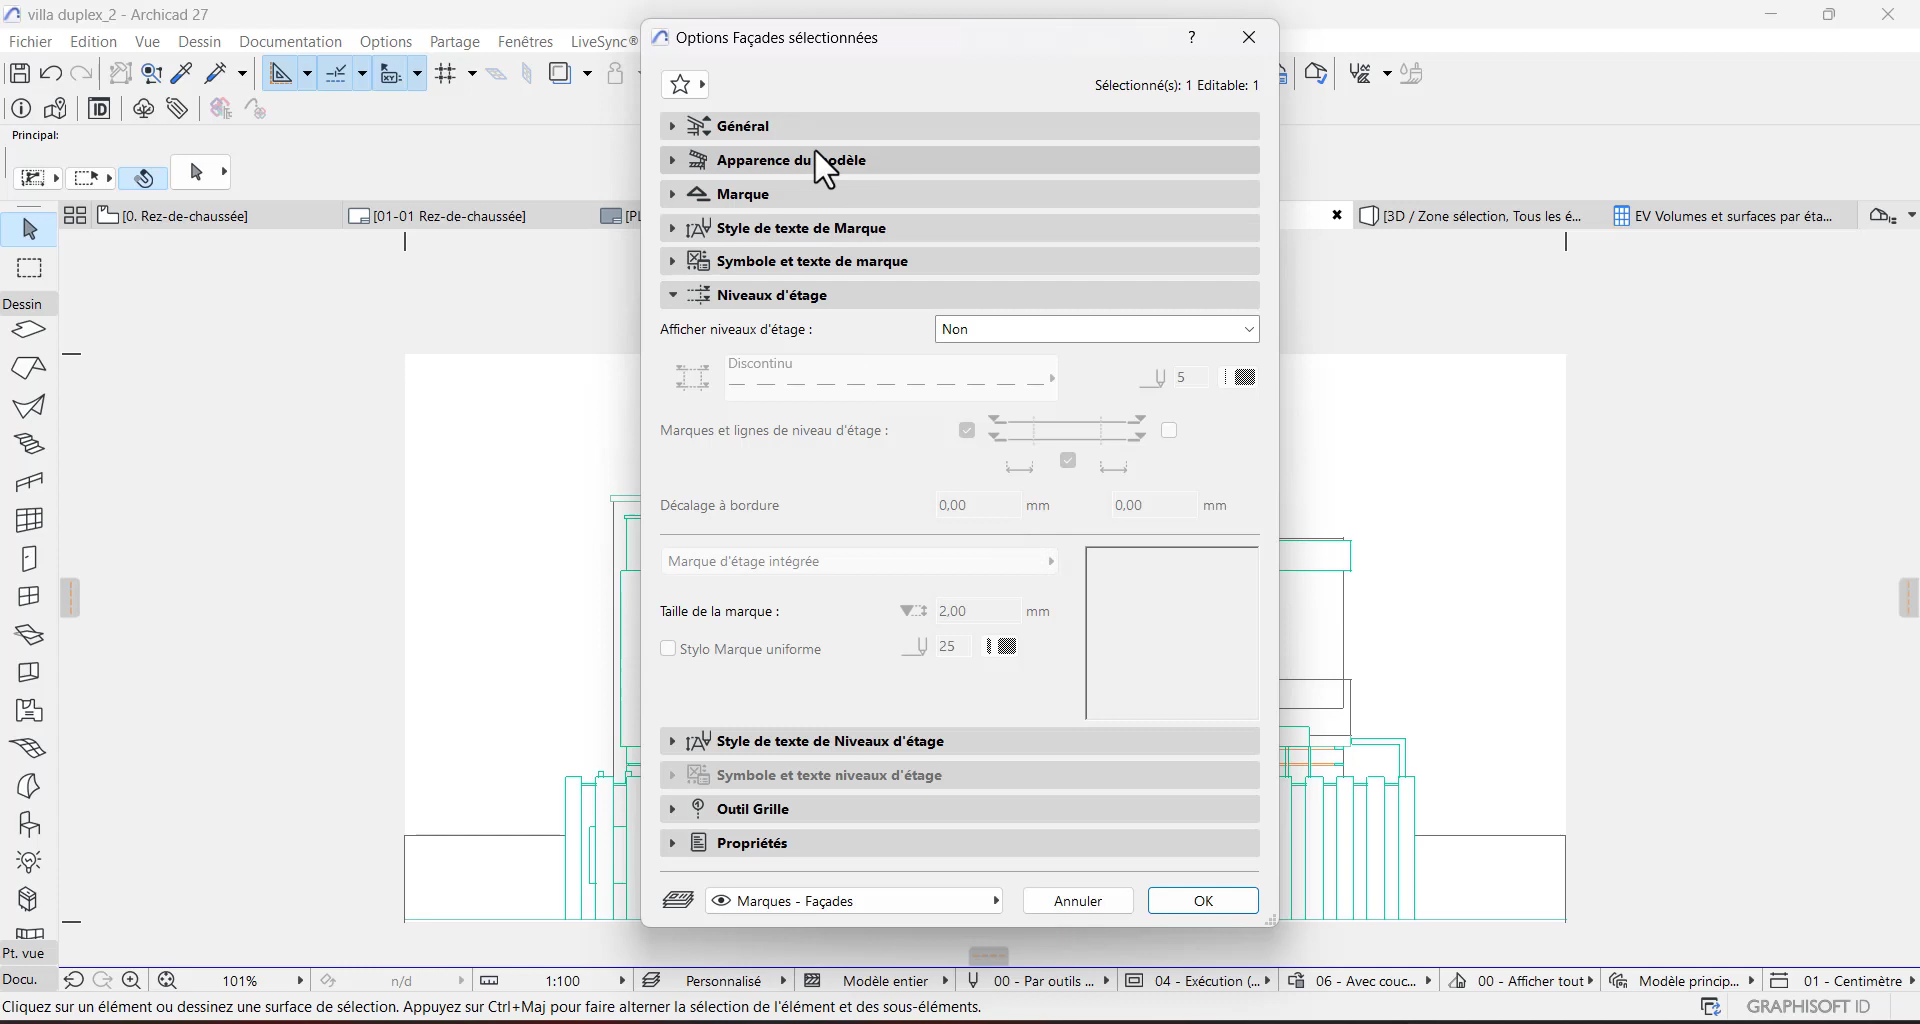 villa duplex_2 - Archicad 27
Fichier Edition Vue Dessin Documentation Options Partage Fenêtres LiveSync®
Principal:
[0. Rez-de-chaussée] [01-01 Rez-de-chaussée] [3D / Zone sélection, Tous les é... EV Volumes et surfaces par éta...
Dessin
Options Façades sélectionnées ?
Sélectionné(s): 1 Editable: 1
Général
Apparence du
Marque
Style de texte de Marque
Symbole et texte de marque
Niveaux d'étage
Afficher niveaux d'étage : Non
Discontinu
5
Marques et lignes de niveau d'étage :
Décalage à bordure 0,00 mm 0,00 mm
Marque d'étage intégrée
Taille de la marque : 2,00 mm
Stylo Marque uniforme 25
Style de texte de Niveaux d'étage
Symbole et texte niveaux d'étage
Outil Grille
Propriétés
Marques - Façades Annuler OK
Pt. vue
Docu. 101% n/d 1:100 Personnalisé Modèle entier 00 - Par outils ... 04 - Exécution (... 06 - Avec couc... 00 - Afficher tout Modèle princip... 01 - Centimètre
Cliquez sur un élément ou dessinez une surface de sélection. Appuyez sur Ctrl+Maj pour faire alterner la sélection de l'élément et des sous-éléments. GRAPHISOFT ID